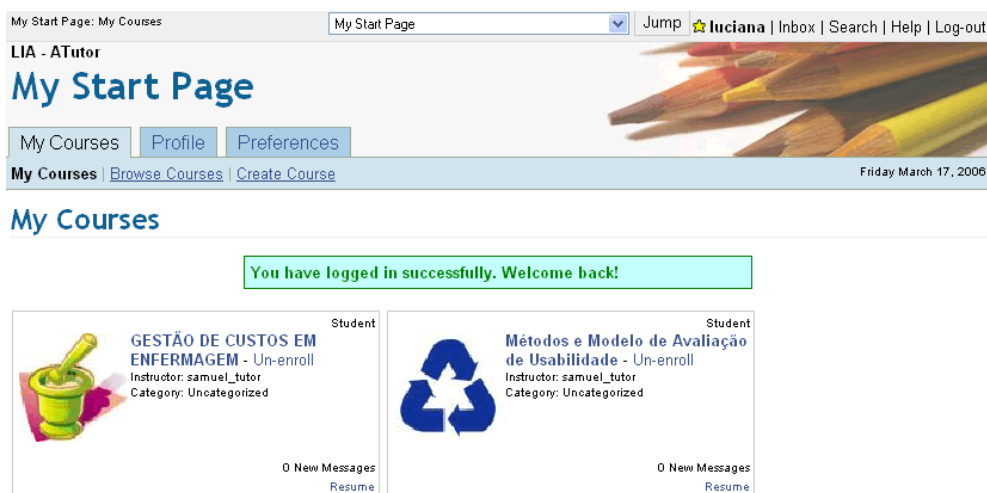 My Start Page: My Courses
My Start Page
Jump
luciana | Inbox | Search | Help | Log-out
LIA - ATutor
My Start Page
My Courses
Profile
Preferences
My Courses | Browse Courses | Create Course
Friday March 17, 2006
My Courses
You have logged in successfully. Welcome back!
Student
GESTÃO DE CUSTOS EM
ENFERMAGEM - Un-enroll
Instructor: samuel_tutor
Category: Uncategorized
0 New Messages
Resume
Student
Métodos e Modelo de Avaliação
de Usabilidade - Un-enroll
Instructor: samuel_tutor
Category: Uncategorized
0 New Messages
Resume